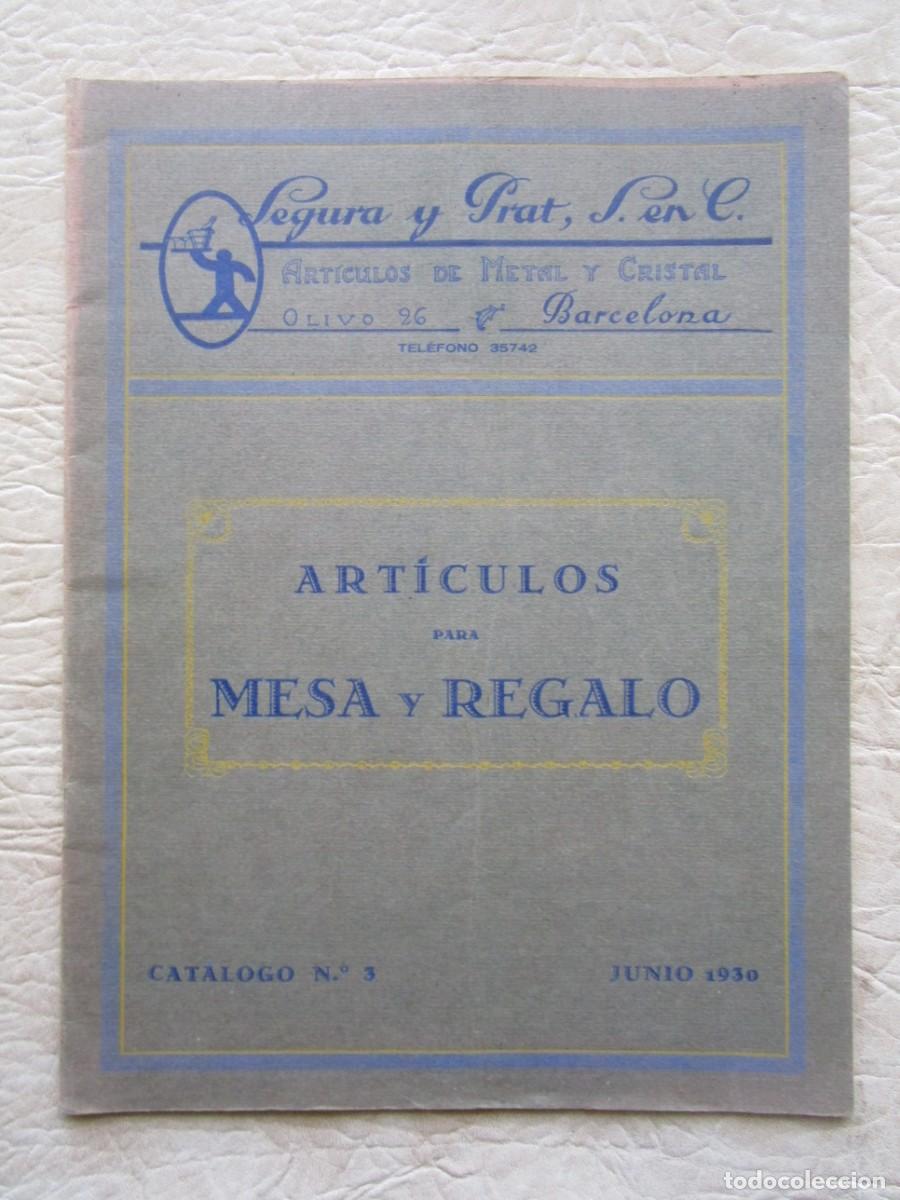 Segura y Prat, S. en C.
ARTÍCULOS DE METAL Y CRISTAL
OLIVO 26 Barcelona
TELÉFONO 35742
ARTÍCULOS
PARA
MESA Y REGALO
CATALOGO N.º 3 JUNIO 1930
todocoleccion